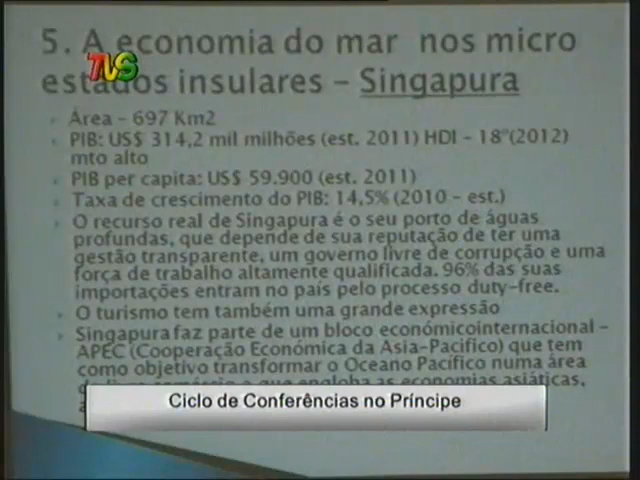 5. A economia do mar nos micro
estados insulares – Singapura
TVS
Área – 697 Km2
PIB: US$ 314,2 mil milhões (est. 2011) HDI – 18º(2012)
mto alto
PIB per capita: US$ 59.900 (est. 2011)
Taxa de crescimento do PIB: 14,5% (2010 – est.)
O recurso real de Singapura é o seu porto de águas
profundas, que depende de sua reputação de ter uma
gestão transparente, um governo livre de corrupção e uma
força de trabalho altamente qualificada. 96% das suas
importações entram no país pelo processo duty-free.
O turismo tem também uma grande expressão
Singapura faz parte de um bloco económicointernacional –
APEC (Cooperação Económica da Asia-Pacifico) que tem
como objetivo transformar o Oceano Pacífico numa área
as economias asiáticas,
Ciclo de Conferências no Príncipe